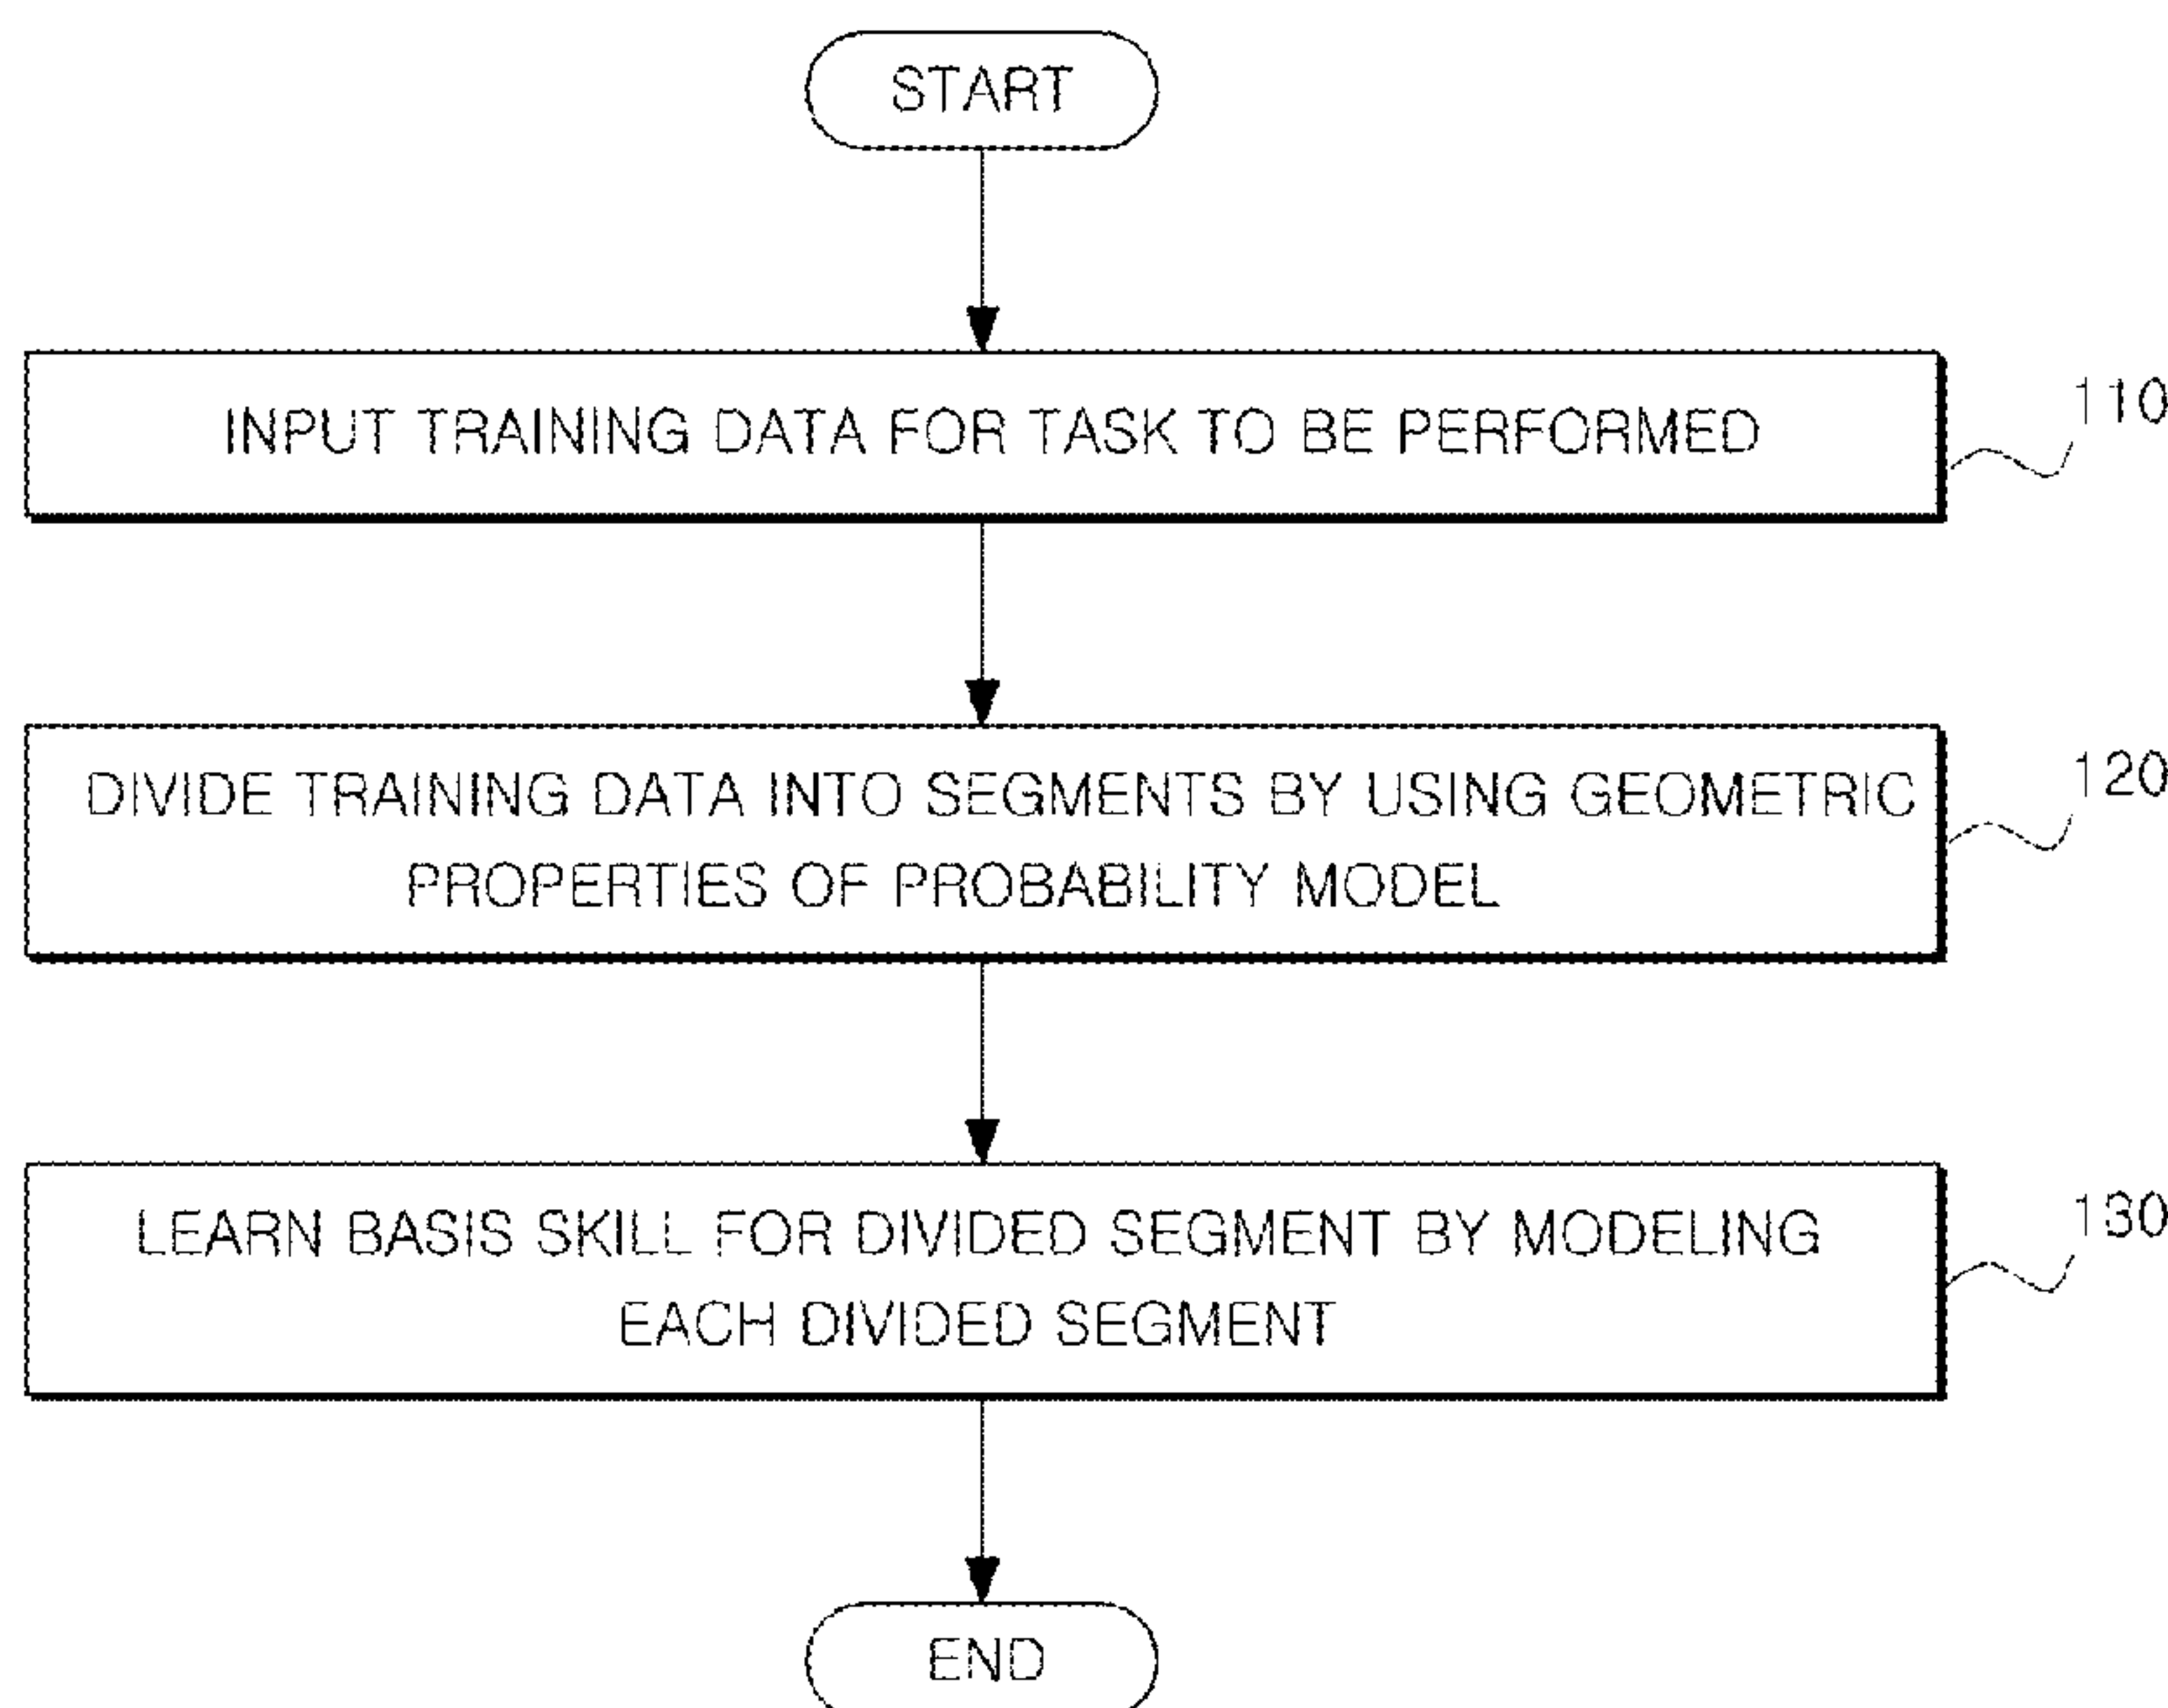 START
INPUT TRAINING DATA FOR TASK TO BE PERFORMED
110
DIVIDE TRAINING DATA INTO SEGMENTS BY USING GEOMETRIC
PROPERTIES OF PROBABILITY MODEL
120
LEARN BASIS SKILL FOR DIVIDED SEGMENT BY MODELING
EACH DIVIDED SEGMENT
130
END